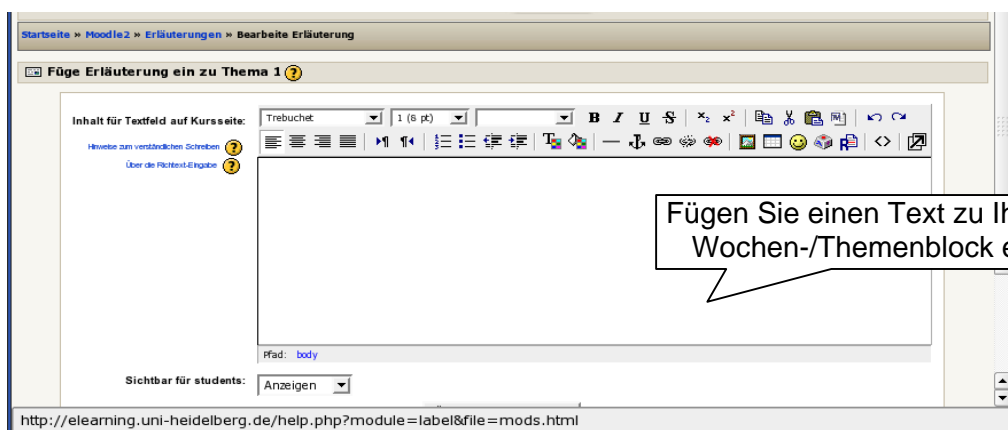 Startseite » Moodle2 » Erläuterungen » Bearbeite Erläuterung
Füge Erläuterung ein zu Thema 1 ?
Inhalt für Textfeld auf Kursseite:
Trebuchet 1 (8 pt) B I U S x₂ x²
Hinweise zum verständlichen Schreiben ?
Über die Richtext-Eingabe ?
Fügen Sie einen Text zu
Wochen-/Themenblock
Pfad: body
Sichtbar für students: Anzeigen
http://elearning.uni-heidelberg.de/help.php?module=label&file=mods.html